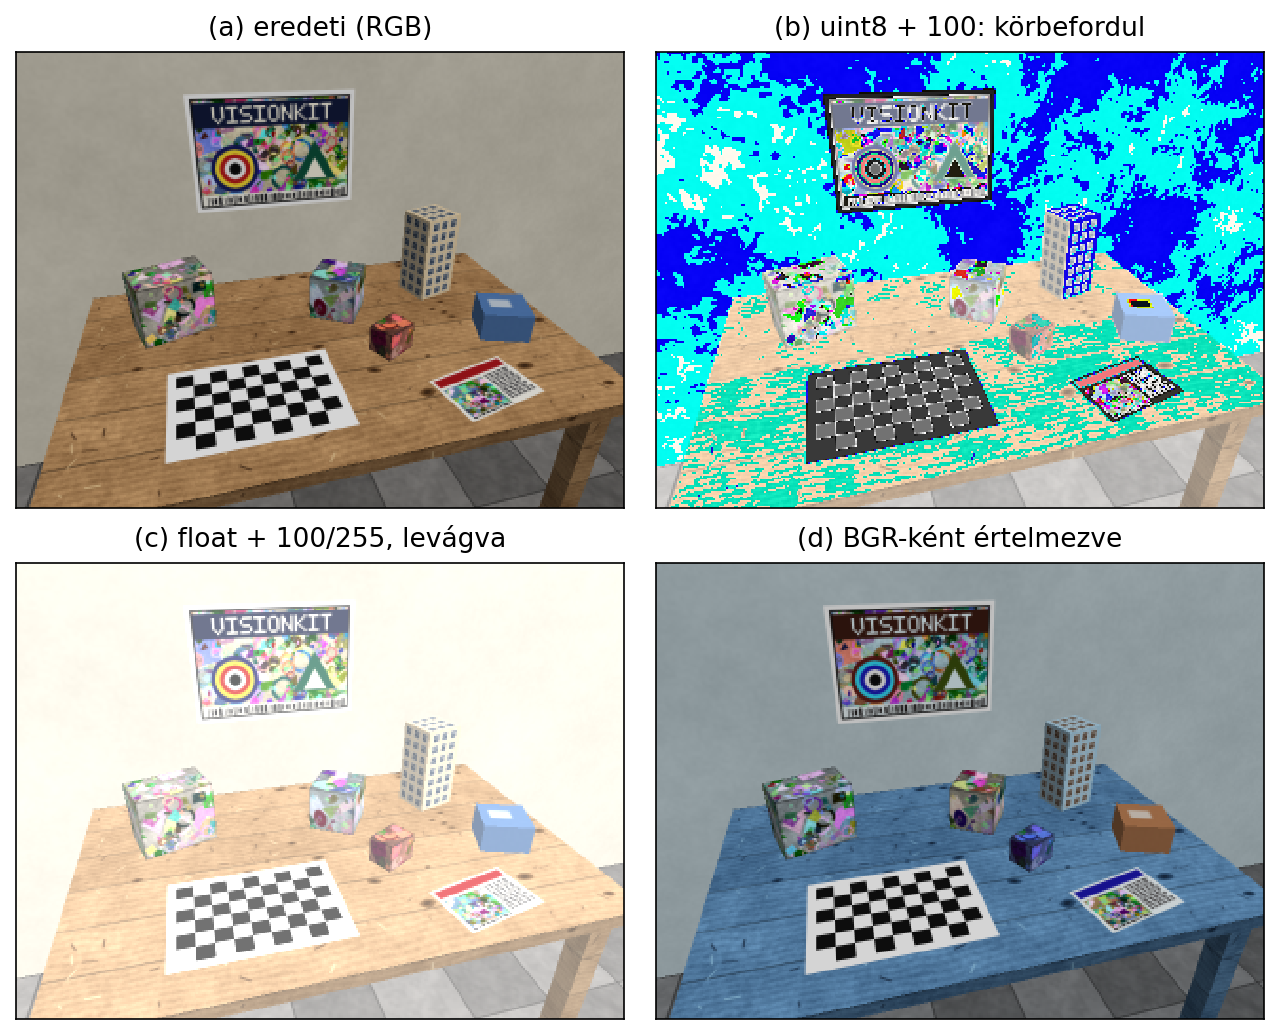 (a) eredeti (RGB)
(b) uint8 + 100: körbefordul
VISIONKIT
VISIONKIT
(c) float + 100/255, levágva
(d) BGR-ként értelmezve
VISIONKIT
VISIONKIT